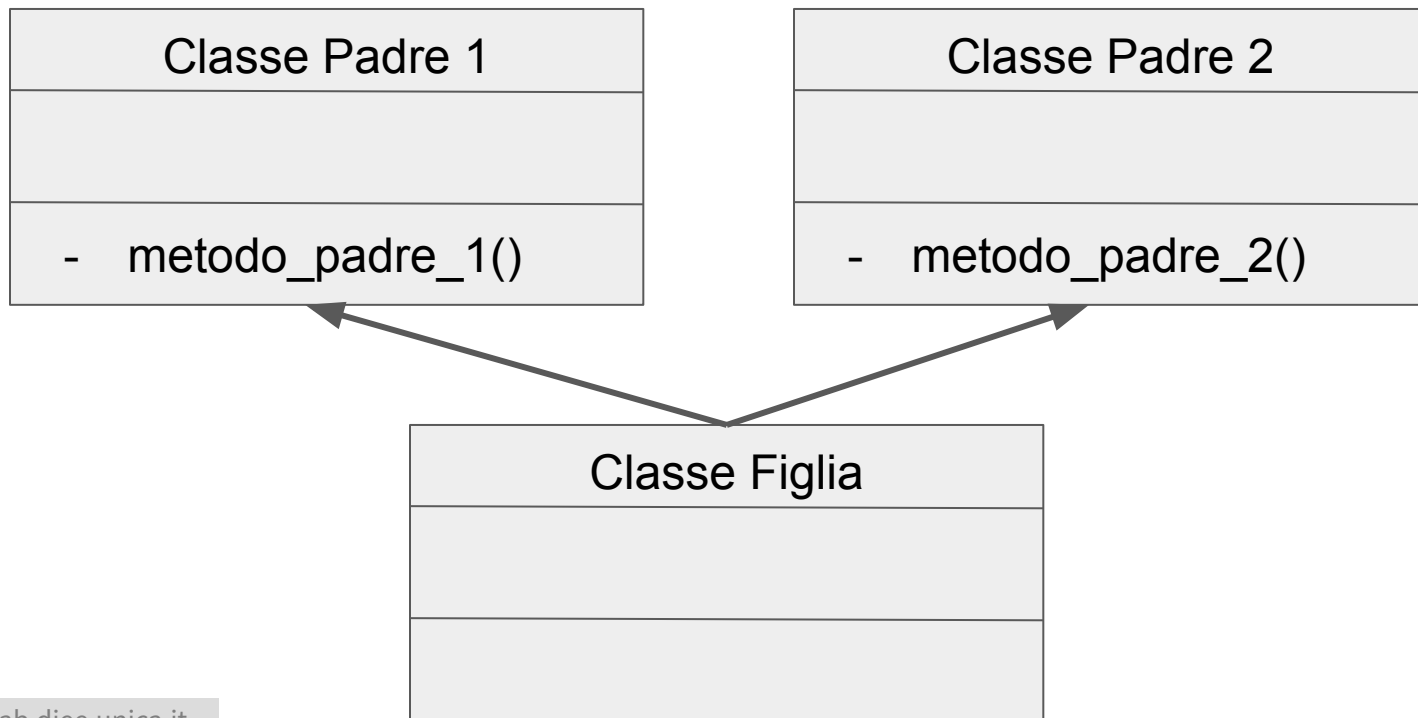 Classe Padre 1
Classe Padre 2
- metodo_padre_1()
- metodo_padre_2()
Classe Figlia